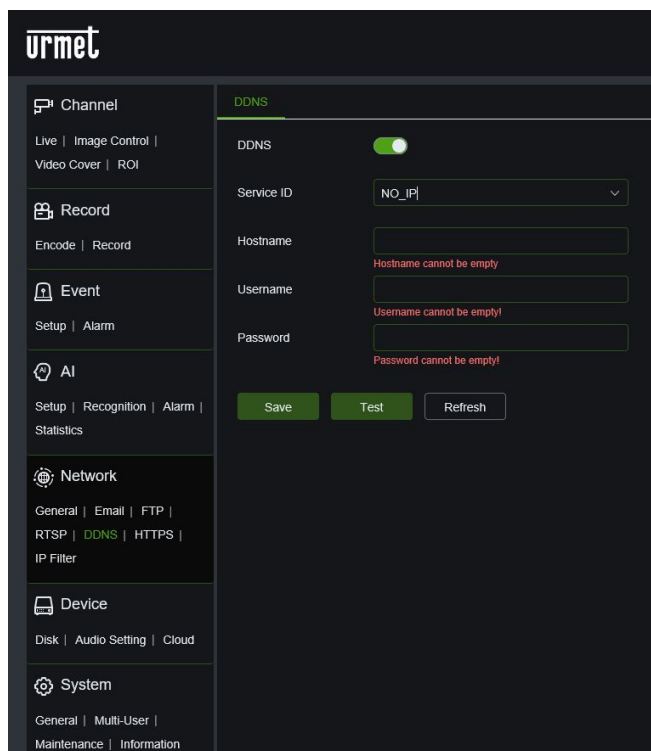 urmet
Channel
Live | Image Control |
Video Cover | ROI
Record
Encode | Record
Event
Setup | Alarm
AI
AI
Setup | Recognition | Alarm |
Statistics
Network
General | Email | FTP |
RTSP | DDNS | HTTPS |
IP Filter
Device
Disk | Audio Setting | Cloud
System
General | Multi-User |
Maintenance | Information
DDNS
DDNS
Service ID
NO_IP
Hostname
Hostname cannot be empty
Username
Username cannot be empty!
Password
Password cannot be empty!
Save
Test
Refresh